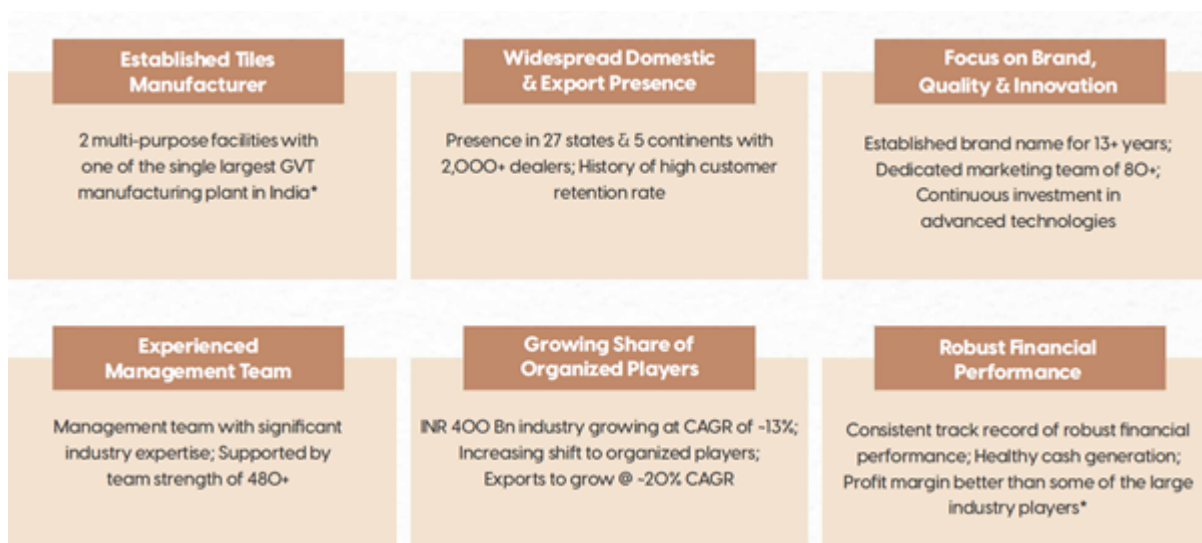 Established Tiles
Manufacturer
2 multi-purpose facilities with
one of the single largest GVT
manufacturing plant in India*
Widespread Domestic
& Export Presence
Presence in 27 states & 5 continents with
2,000+ dealers; History of high customer
retention rate
Focus on Brand,
Quality & Innovation
Established brand name for 13+ years;
Dedicated marketing team of 80+;
Continuous investment in
advanced technologies
Experienced
Management Team
Management team with significant
industry expertise; Supported by
team strength of 480+
Growing Share of
Organized Players
INR 400 Bn industry growing at CAGR of ~13%;
Increasing shift to organized players;
Exports to grow @ ~20% CAGR
Robust Financial
Performance
Consistent track record of robust financial
performance; Healthy cash generation;
Profit margin better than some of the large
industry players*